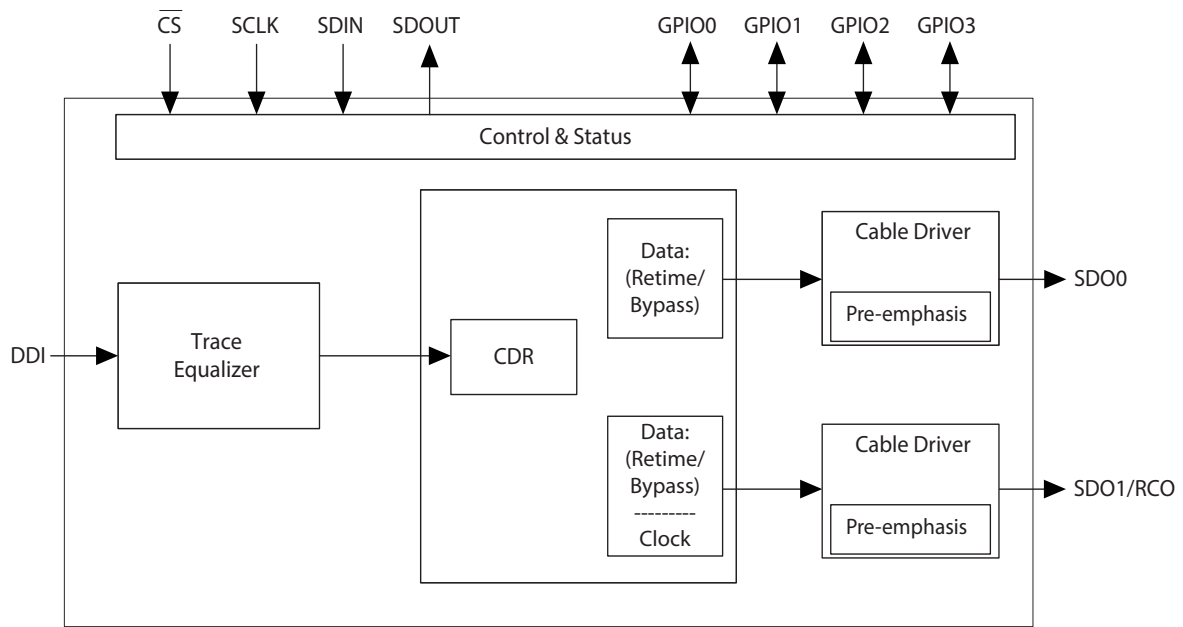 C̅S̅ SCLK SDIN SDOUT GPIO0 GPIO1 GPIO2 GPIO3
Control & Status
DDI
Trace
Equalizer
CDR
Data:
(Retime/
Bypass)
Cable Driver
Pre-emphasis
SDO0
Data:
(Retime/
Bypass)
---------
Clock
Cable Driver
Pre-emphasis
SDO1/RCO